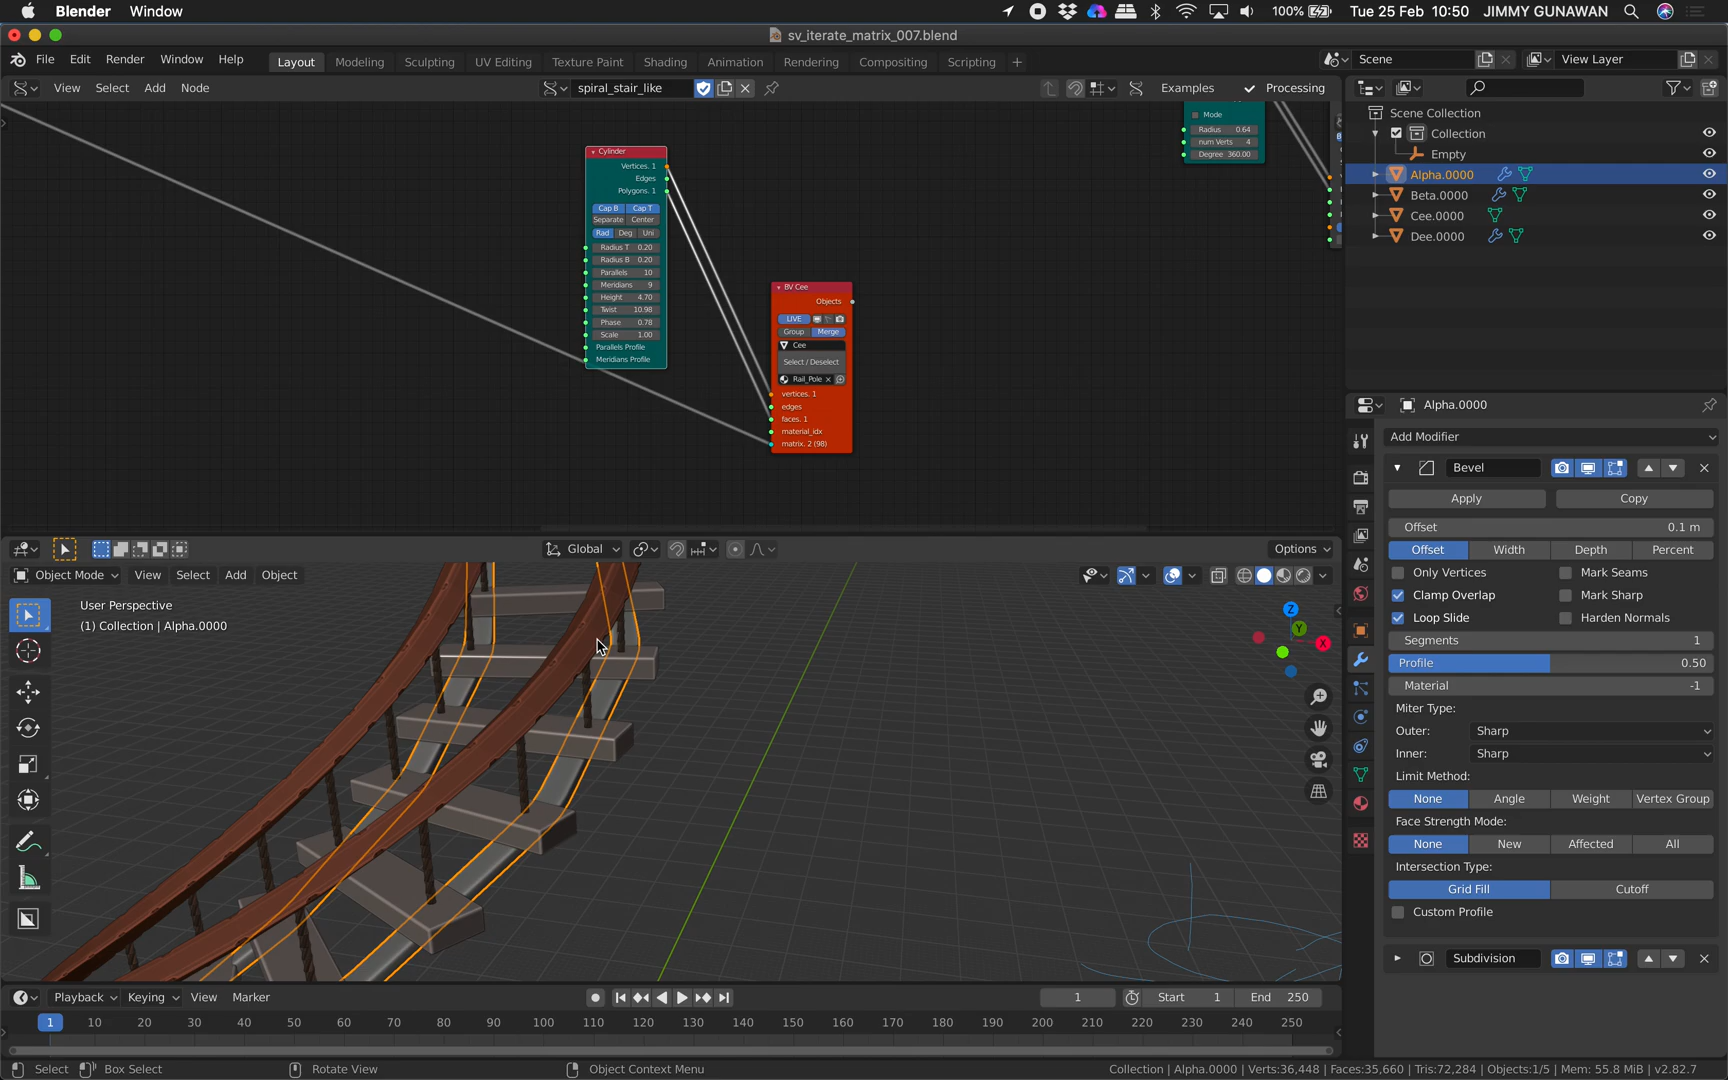 Blender Window 100% Tue 25 Feb 10:50 JIMMY GUNAWAN
sv_iterate_matrix_007.blend
File Edit Render Window Help Layout Modeling Sculpting UV Editing Texture Paint Shading Animation Rendering Compositing Scripting + Scene View Layer
View Select Add Node spiral_stair_like Examples Processing
Scene Collection
Collection
Empty
Alpha.0000
Beta.0000
Cee.0000
Dee.0000
Mode
Radius 0.64
num Verts 4
Degree 360.00
Cylinder
Vertices. 1
Edges
Polygons. 1
Cap B Cap T
Separate Center
Rad Deg Uni
Radius T 0.20
Radius B 0.20
Parallels 10
Meridians 9
Height 4.70
Twist 10.98
Phase 0.78
Scale 1.00
Parallels Profile
Meridians Profile
BV Cee
Objects
LIVE
Group Merge
Cee
Select / Deselect
Rail_Pole
vertices. 1
edges
faces. 1
material_idx
matrix. 2 (98)
Alpha.0000
Add Modifier
Bevel
Apply Copy
Offset 0.1 m
Offset Width Depth Percent
Only Vertices Mark Seams
Clamp Overlap Mark Sharp
Loop Slide Harden Normals
Segments 1
Profile 0.50
Material -1
Miter Type:
Outer: Sharp
Inner: Sharp
Limit Method:
None Angle Weight Vertex Group
Face Strength Mode:
None New Affected All
Intersection Type:
Grid Fill Cutoff
Custom Profile
Subdivision
Global Options
Object Mode View Select Add Object
User Perspective
(1) Collection | Alpha.0000
Z
Y
X
Playback Keying View Marker 1 Start 1 End 250
1 10 20 30 40 50 60 70 80 90 100 110 120 130 140 150 160 170 180 190 200 210 220 230 240 250
Select Box Select Rotate View Object Context Menu Collection | Alpha.0000 | Verts:36,448 | Faces:35,660 | Tris:72,284 | Objects:1/5 | Mem: 55.8 MiB | v2.82.7